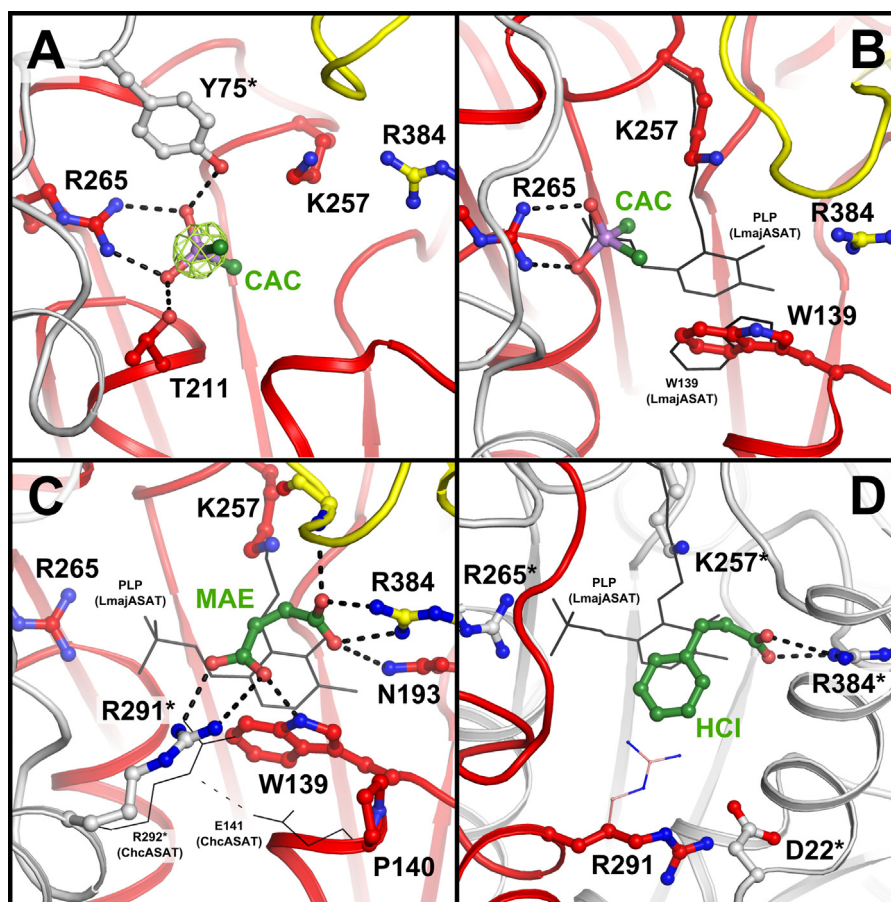 A
Y75*
R384
R265
K257
CAC
T211
B
K257
R265
CAC
PLP
(LmajASAT)
R384
W139
W139
(LmajASAT)
C
K257
R265
PLP
(LmajASAT)
MAE
R384
N193
R291*
W139
R292*
(ChcASAT)
E141
(ChcASAT)
P140
D
K257*
R265*
PLP
(LmajASAT)
R384*
HCI
R291
D22*